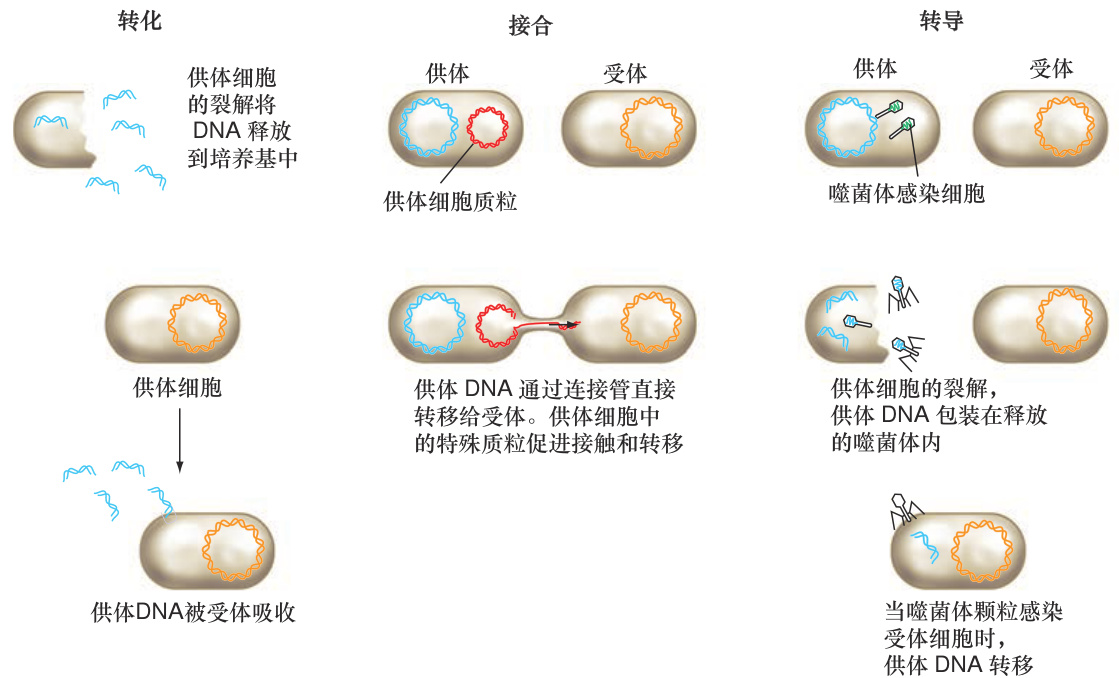 转化
供体细胞
的裂解将
DNA 释放
到培养基中
供体细胞
供体DNA被受体吸收
接合
供体
受体
供体细胞质粒
供体 DNA 通过连接管直接
转移给受体。供体细胞中
的特殊质粒促进接触和转移
转导
供体
受体
噬菌体感染细胞
供体细胞的裂解，
供体 DNA 包装在释放
的噬菌体内
当噬菌体颗粒感染
受体细胞时，
供体 DNA 转移